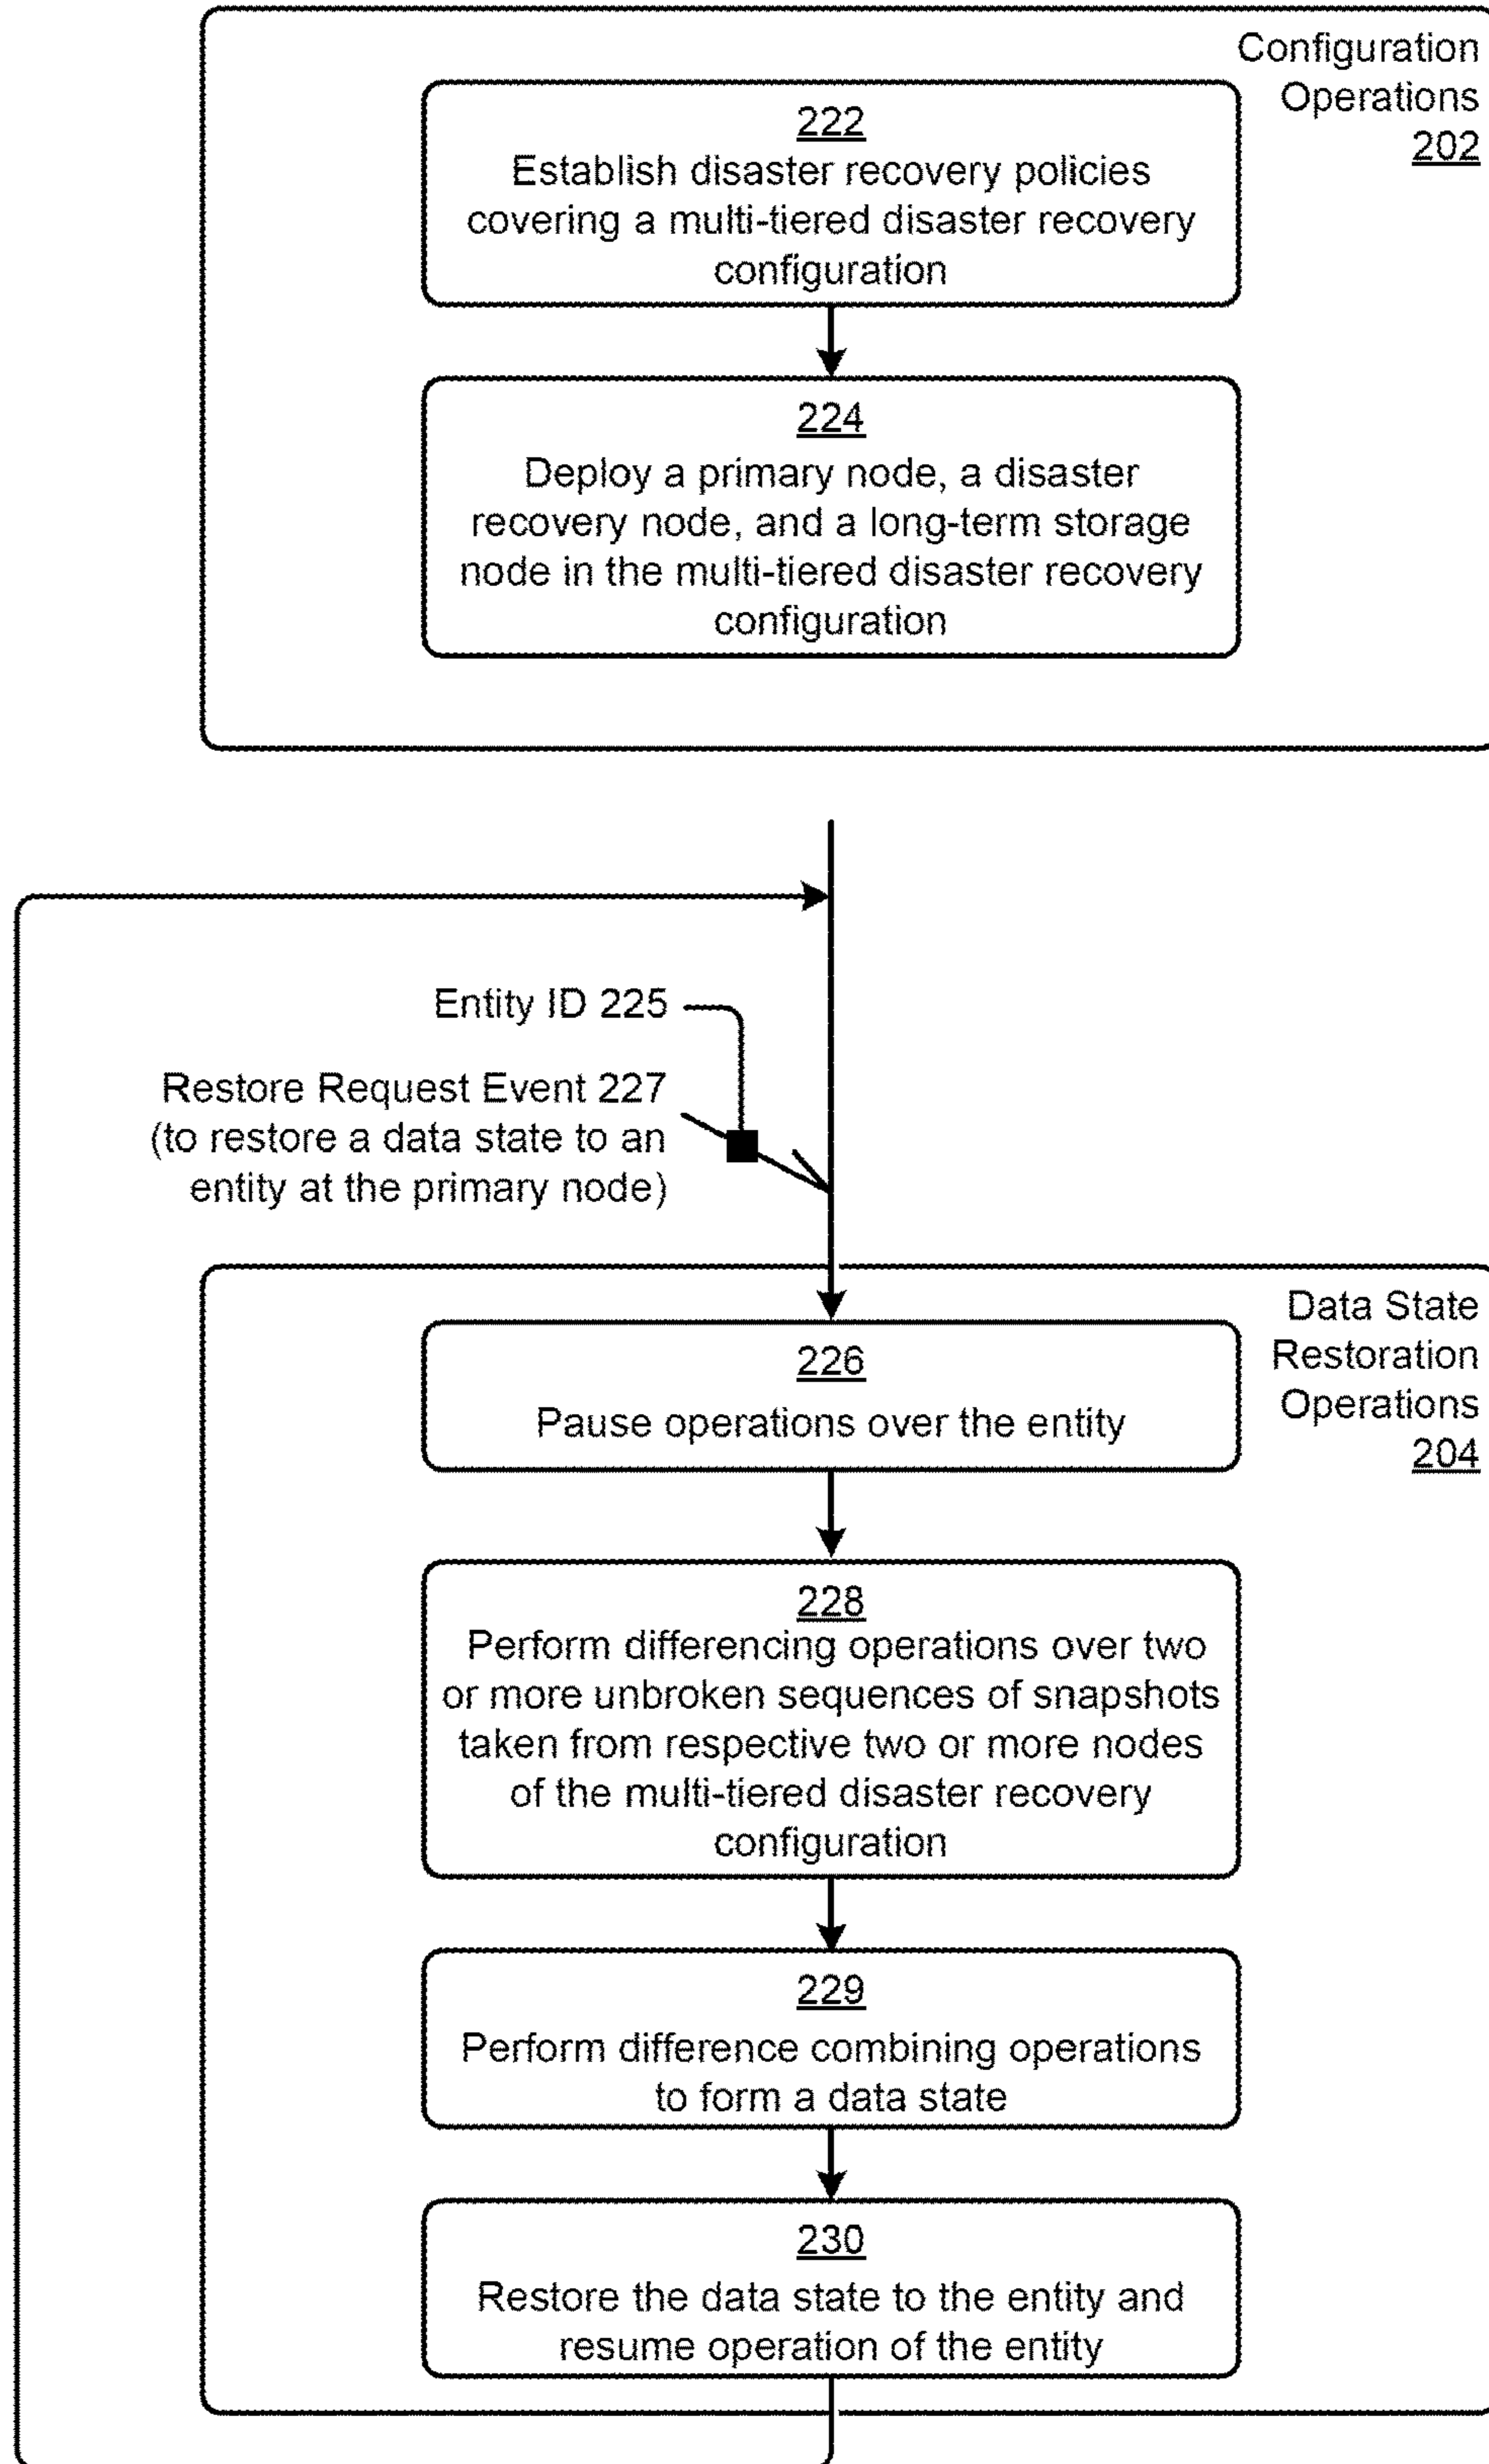 Configuration
Operations
202
222
Establish disaster recovery policies
covering a multi-tiered disaster recovery
configuration
224
Deploy a primary node, a disaster
recovery node, and a long-term storage
node in the multi-tiered disaster recovery
configuration
Entity ID 225
Restore Request Event 227
(to restore a data state to an
entity at the primary node)
Data State
Restoration
Operations
204
226
Pause operations over the entity
228
Perform differencing operations over two
or more unbroken sequences of snapshots
taken from respective two or more nodes
of the multi-tiered disaster recovery
configuration
229
Perform difference combining operations
to form a data state
230
Restore the data state to the entity and
resume operation of the entity